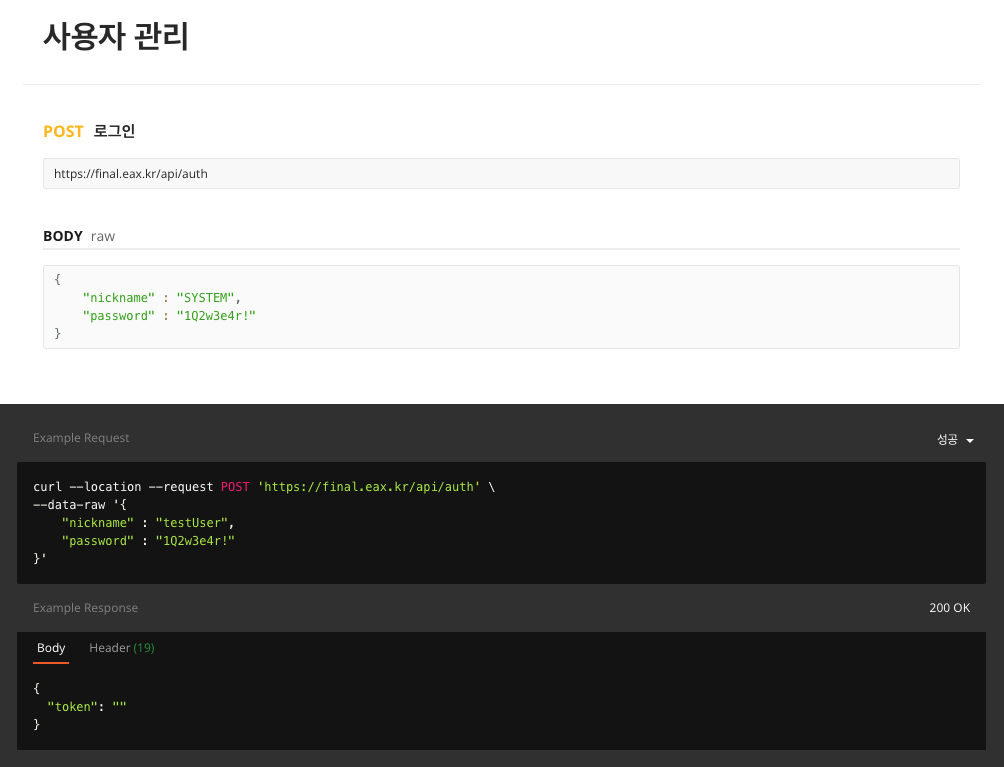 사용자 관리
POST 로그인
https://final.eax.kr/api/auth
BODY raw
{
    "nickname" : "SYSTEM",
    "password" : "1Q2w3e4r!"
}
Example Request 성공
curl --location --request POST 'https://final.eax.kr/api/auth' \
--data-raw '{
    "nickname" : "testUser",
    "password" : "1Q2w3e4r!"
}'
Example Response 200 OK
Body Header (19)
{
  "token": ""
}